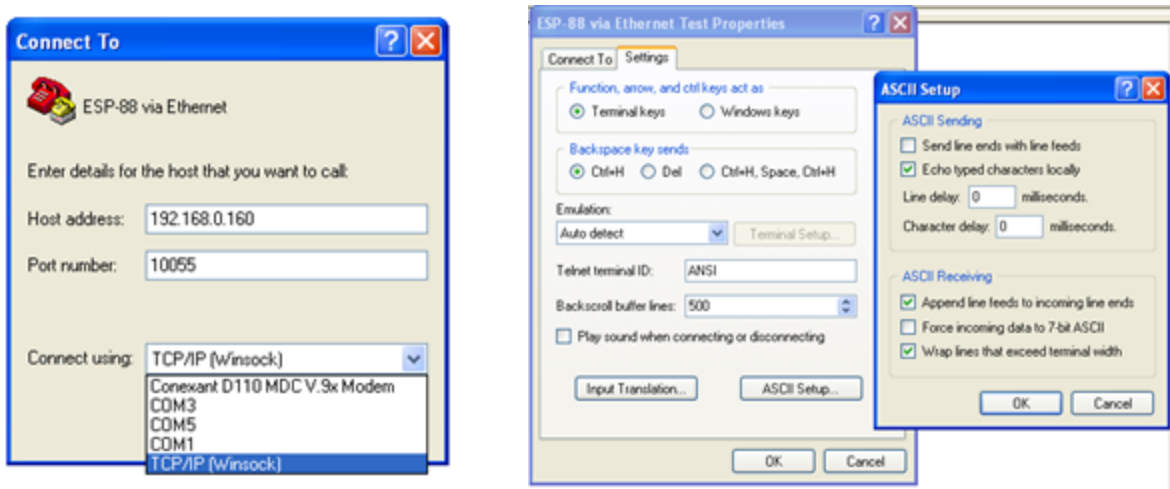 Connect To
ESP-88 via Ethernet
Enter details for the host that you want to call:
Host address: 192.168.0.160
Port number: 10055
Connect using: TCP/IP (Winsock)
Conexant D110 MDC V.9x Modem
COM3
COM5
COM1
TCP/IP (Winsock)
ESP-88 via Ethernet Test Properties
Connect To Settings
Function, arrow, and ctrl keys act as
Terminal keys Windows keys
Backspace key sends
Ctrl+H Del Ctrl+H, Space, Ctrl+H
Emulation:
Auto detect Terminal Setup...
Telnet terminal ID: ANSI
Backscroll buffer lines: 500
Play sound when connecting or disconnecting
Input Translation... ASCII Setup...
OK Cancel
ASCII Setup
ASCII Sending
Send line ends with line feeds
Echo typed characters locally
Line delay: 0 milliseconds.
Character delay: 0 milliseconds.
ASCII Receiving
Append line feeds to incoming line ends
Force incoming data to 7-bit ASCII
Wrap lines that exceed terminal width
OK Cancel